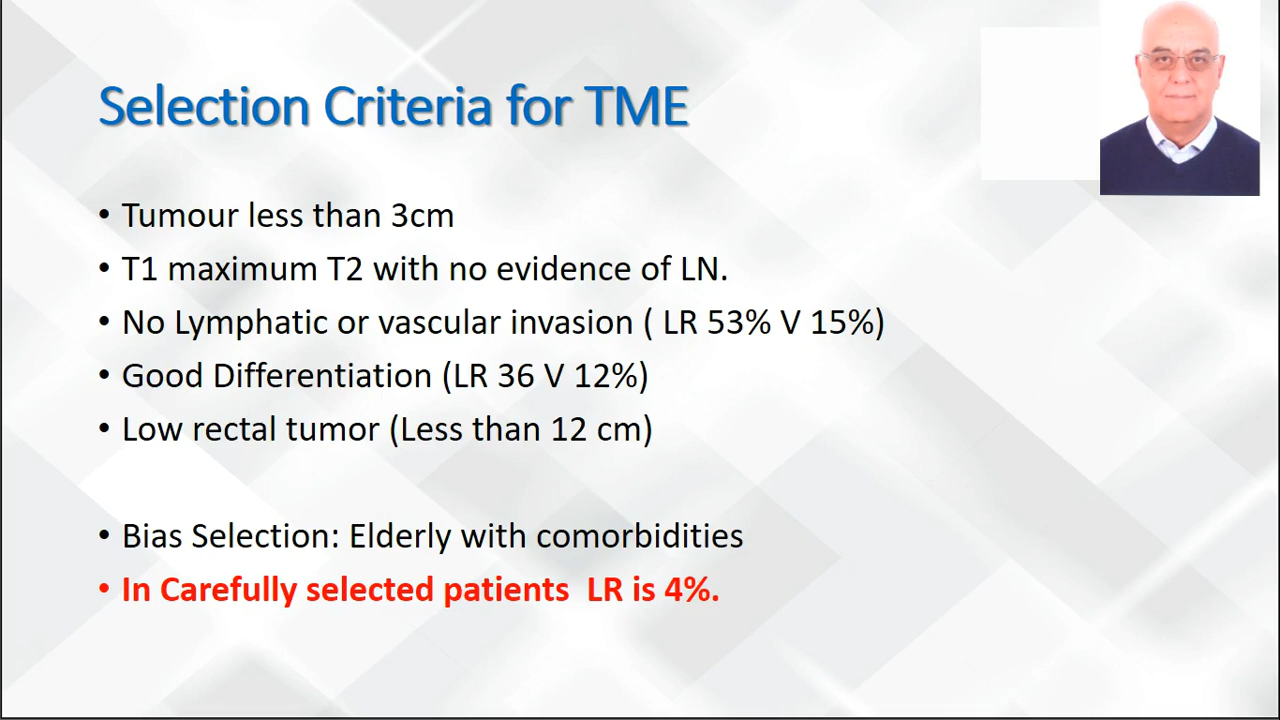 Selection Criteria for TME
• Tumour less than 3cm
• T1 maximum T2 with no evidence of LN.
• No Lymphatic or vascular invasion ( LR 53% V 15%)
• Good Differentiation (LR 36 V 12%)
• Low rectal tumor (Less than 12 cm)
• Bias Selection: Elderly with comorbidities
• In Carefully selected patients  LR is 4%.